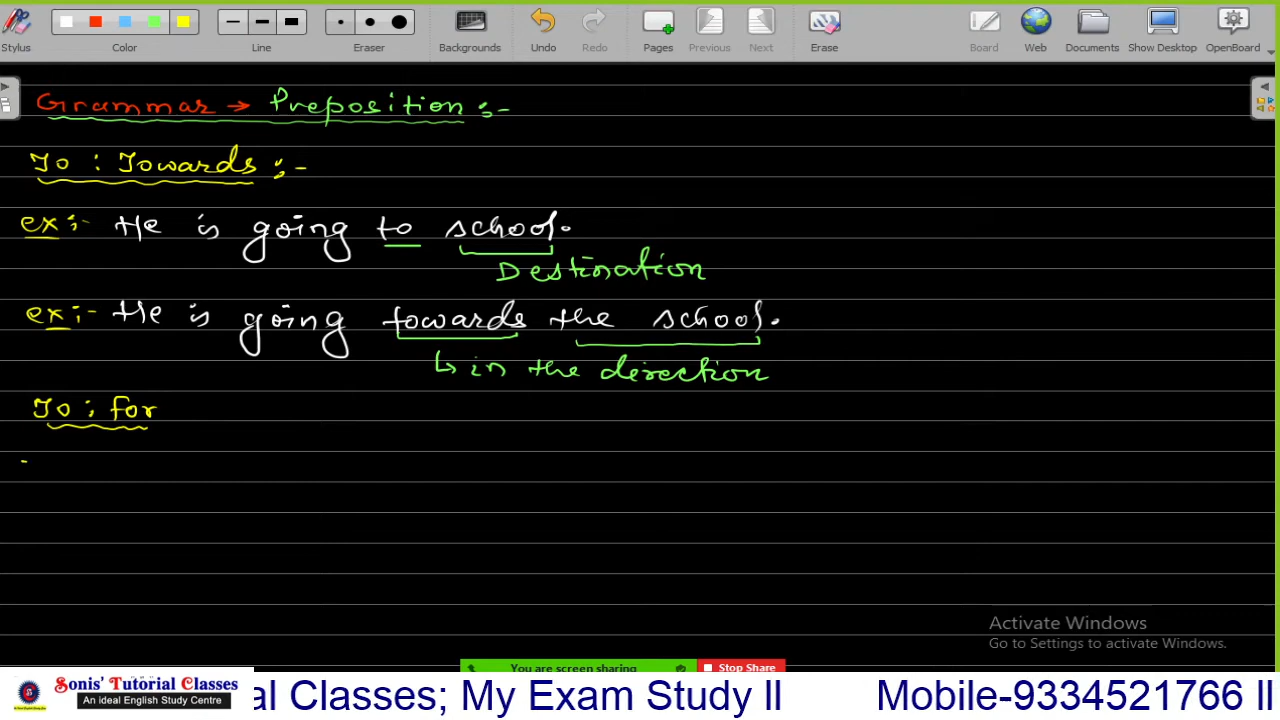 Stylus Color Line Eraser Backgrounds Undo Redo Pages Previous Next Erase Board Web Documents Show Desktop OpenBoard
Grammar → Preposition :-
To : Towards :-
ex :- He is going to school.
Destination
ex :- He is going towards the school.
↳ in the direction
To : for
Activate Windows
Go to Settings to activate Windows.
You are screen sharing Stop Share
Sonis' Tutorial Classes
An ideal English Study Centre
al Classes; My Exam Study ll Mobile-9334521766 ll